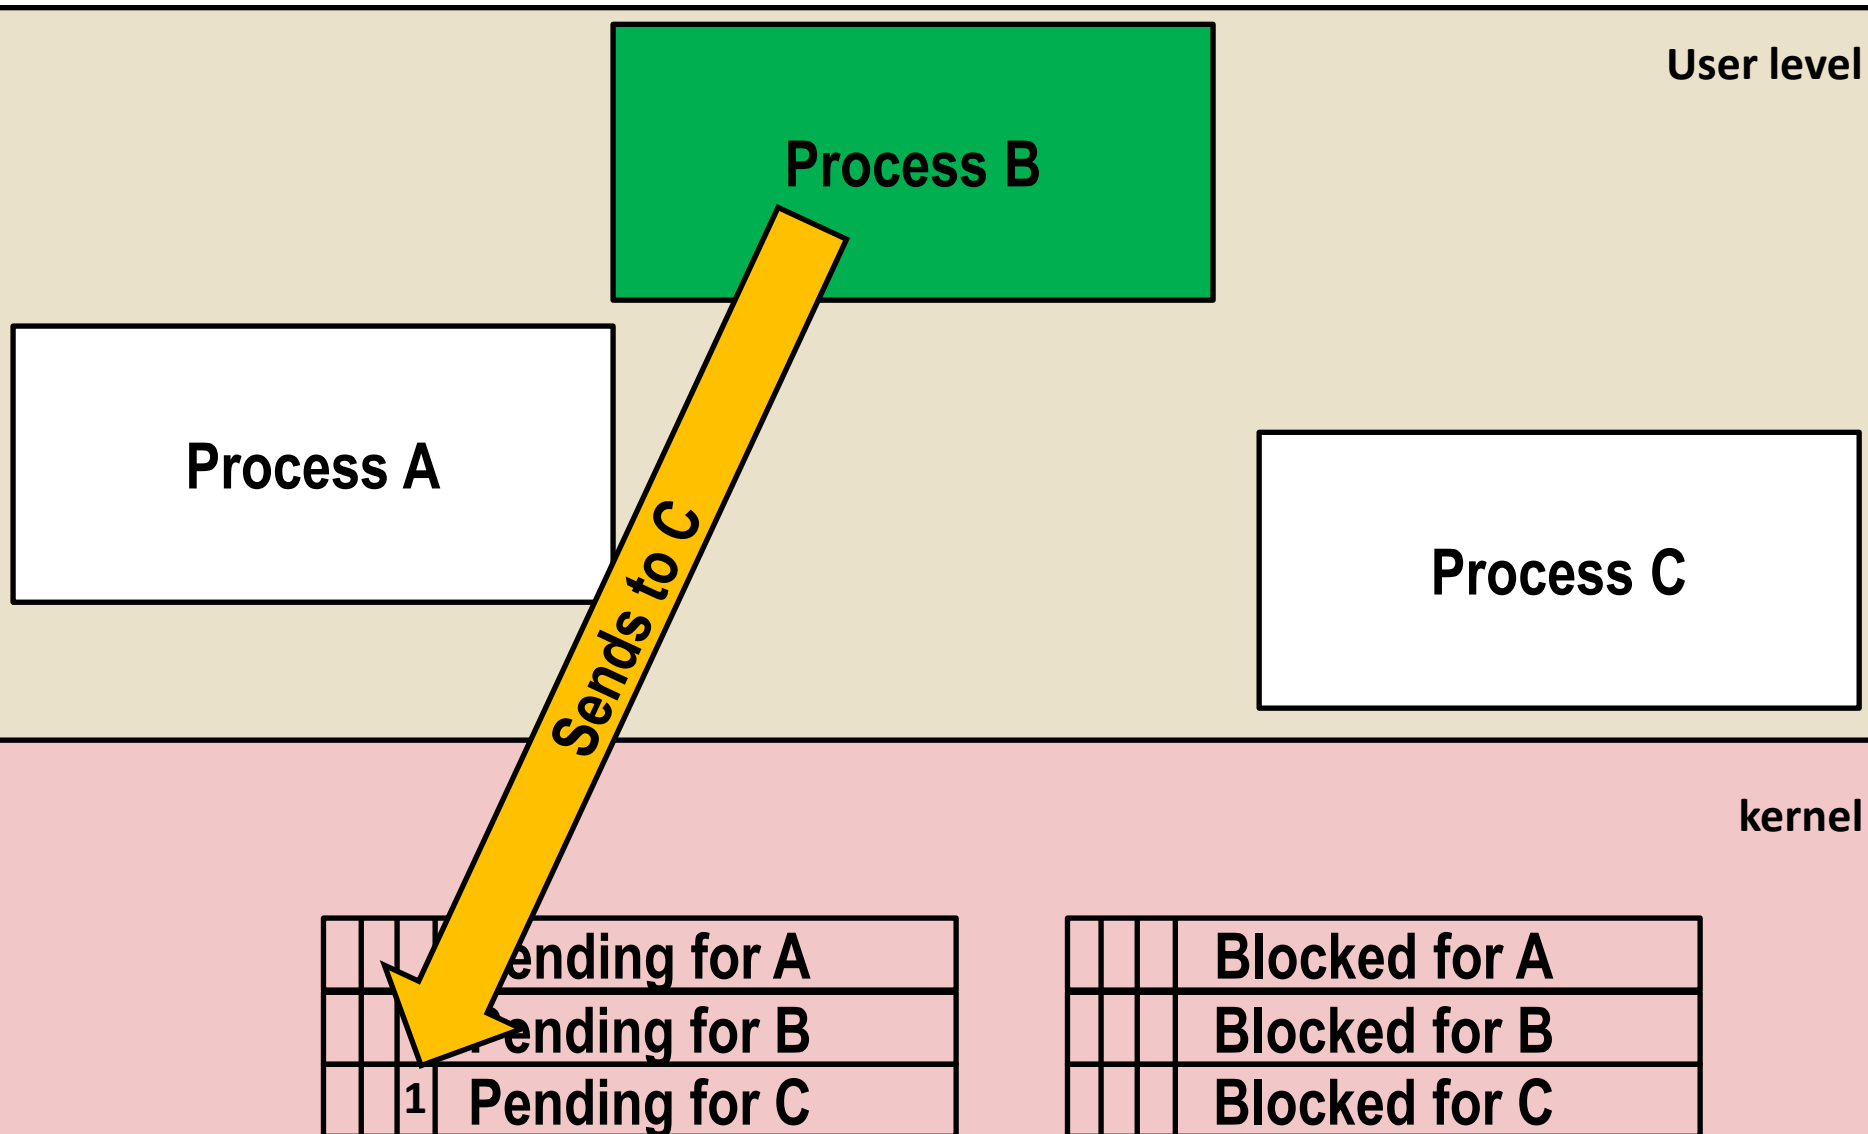 User level
Process B
Process A
Process C
Sends to C
kernel
ending for A
Blocked for A
Pending for B
Blocked for B
1 Pending for C
Blocked for C